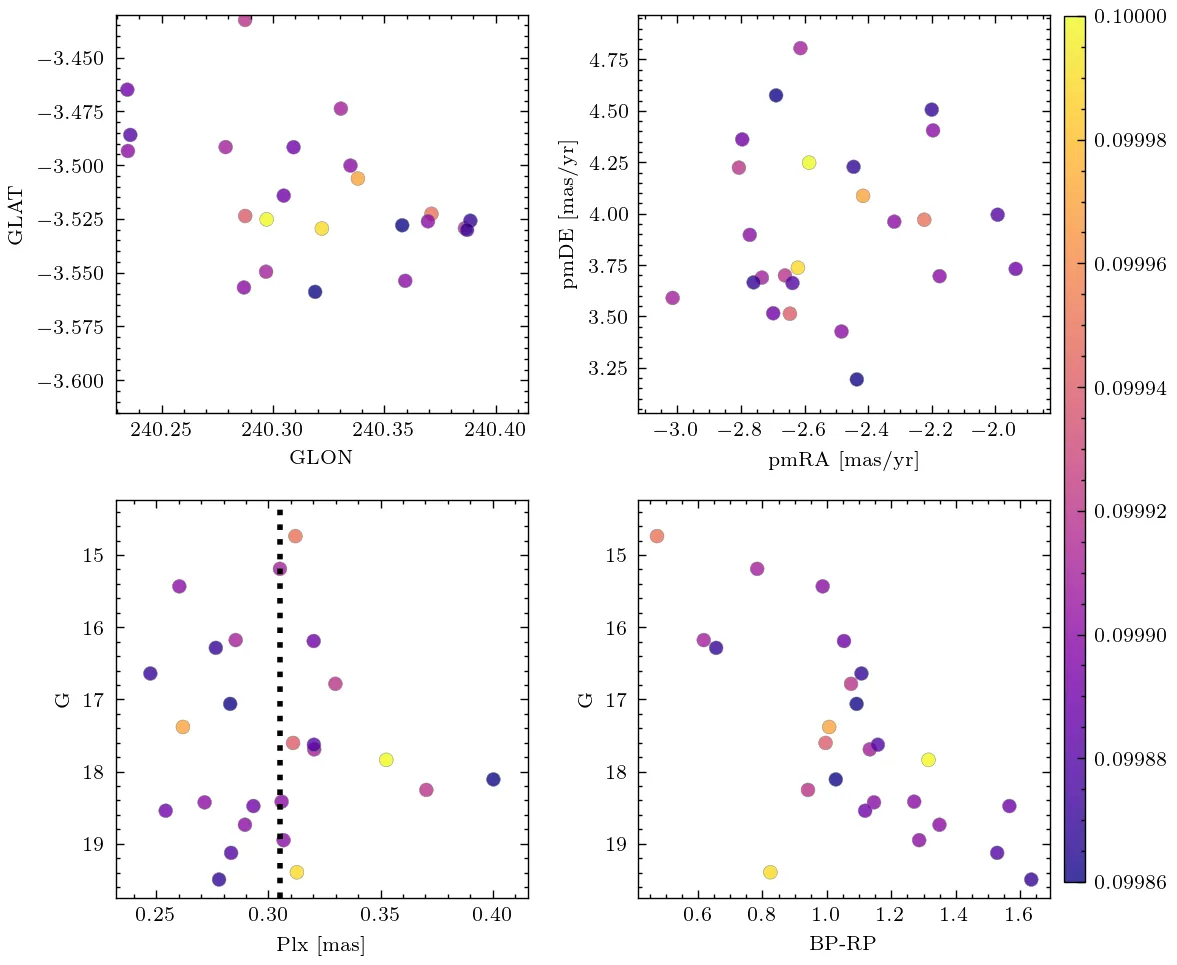 −3.450
−3.475
−3.500
−3.525
−3.550
−3.575
−3.600
GLAT
240.25 240.30 240.35 240.40
GLON
4.75
4.50
4.25
4.00
3.75
3.50
3.25
pmDE [mas/yr]
−3.0 −2.8 −2.6 −2.4 −2.2 −2.0
pmRA [mas/yr]
15
16
17
18
19
G
0.25 0.30 0.35 0.40
Plx [mas]
15
16
17
18
19
G
0.6 0.8 1.0 1.2 1.4 1.6
BP-RP
0.10000
0.09998
0.09996
0.09994
0.09992
0.09990
0.09988
0.09986